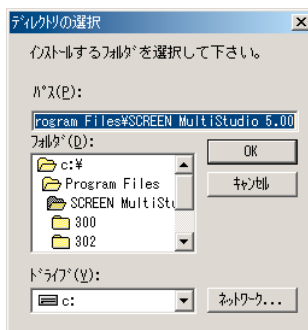 ﾃﾞｨﾚｸﾄﾘの選択
ｲﾝｽﾄｰﾙするﾌｫﾙﾀﾞを選択して下さい。
ﾊﾟｽ(P):
rogram Files¥SCREEN MultiStudio 5.00
ﾌｫﾙﾀﾞ(D):
c:¥
Program Files
SCREEN MultiStu
300
302
OK
ｷｬﾝｾﾙ
ﾄﾞﾗｲﾌﾞ(V):
c:
ﾈｯﾄﾜｰｸ...